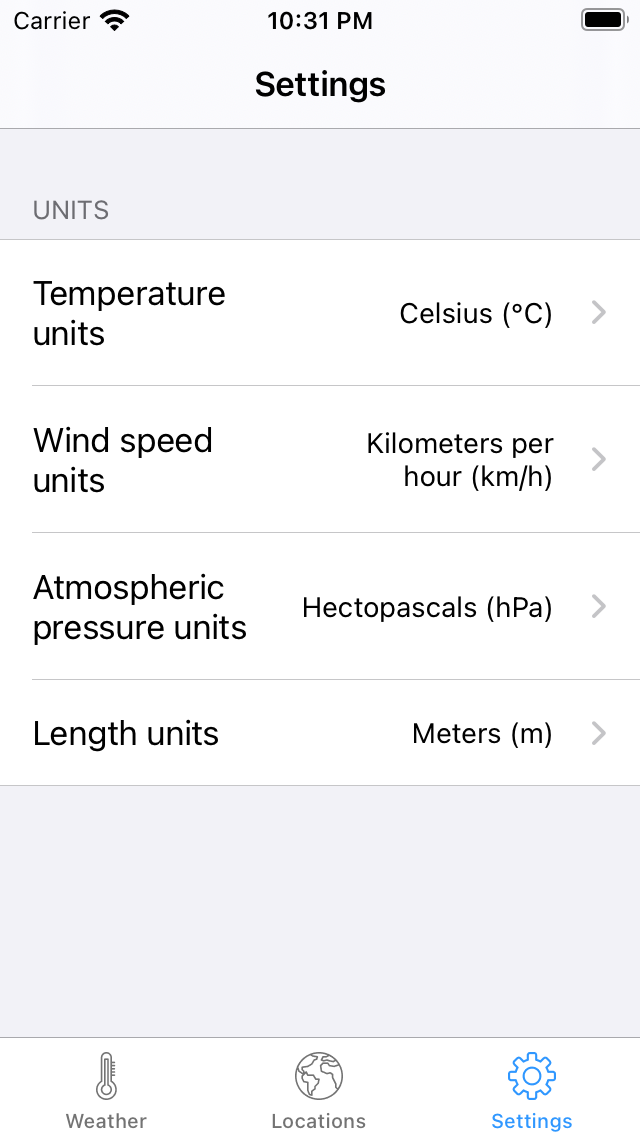 Carrier 10:31 PM
Settings
UNITS
Temperature
units
Celsius (°C)
Wind speed
units
Kilometers per
hour (km/h)
Atmospheric
pressure units
Hectopascals (hPa)
Length units
Meters (m)
Weather
Locations
Settings